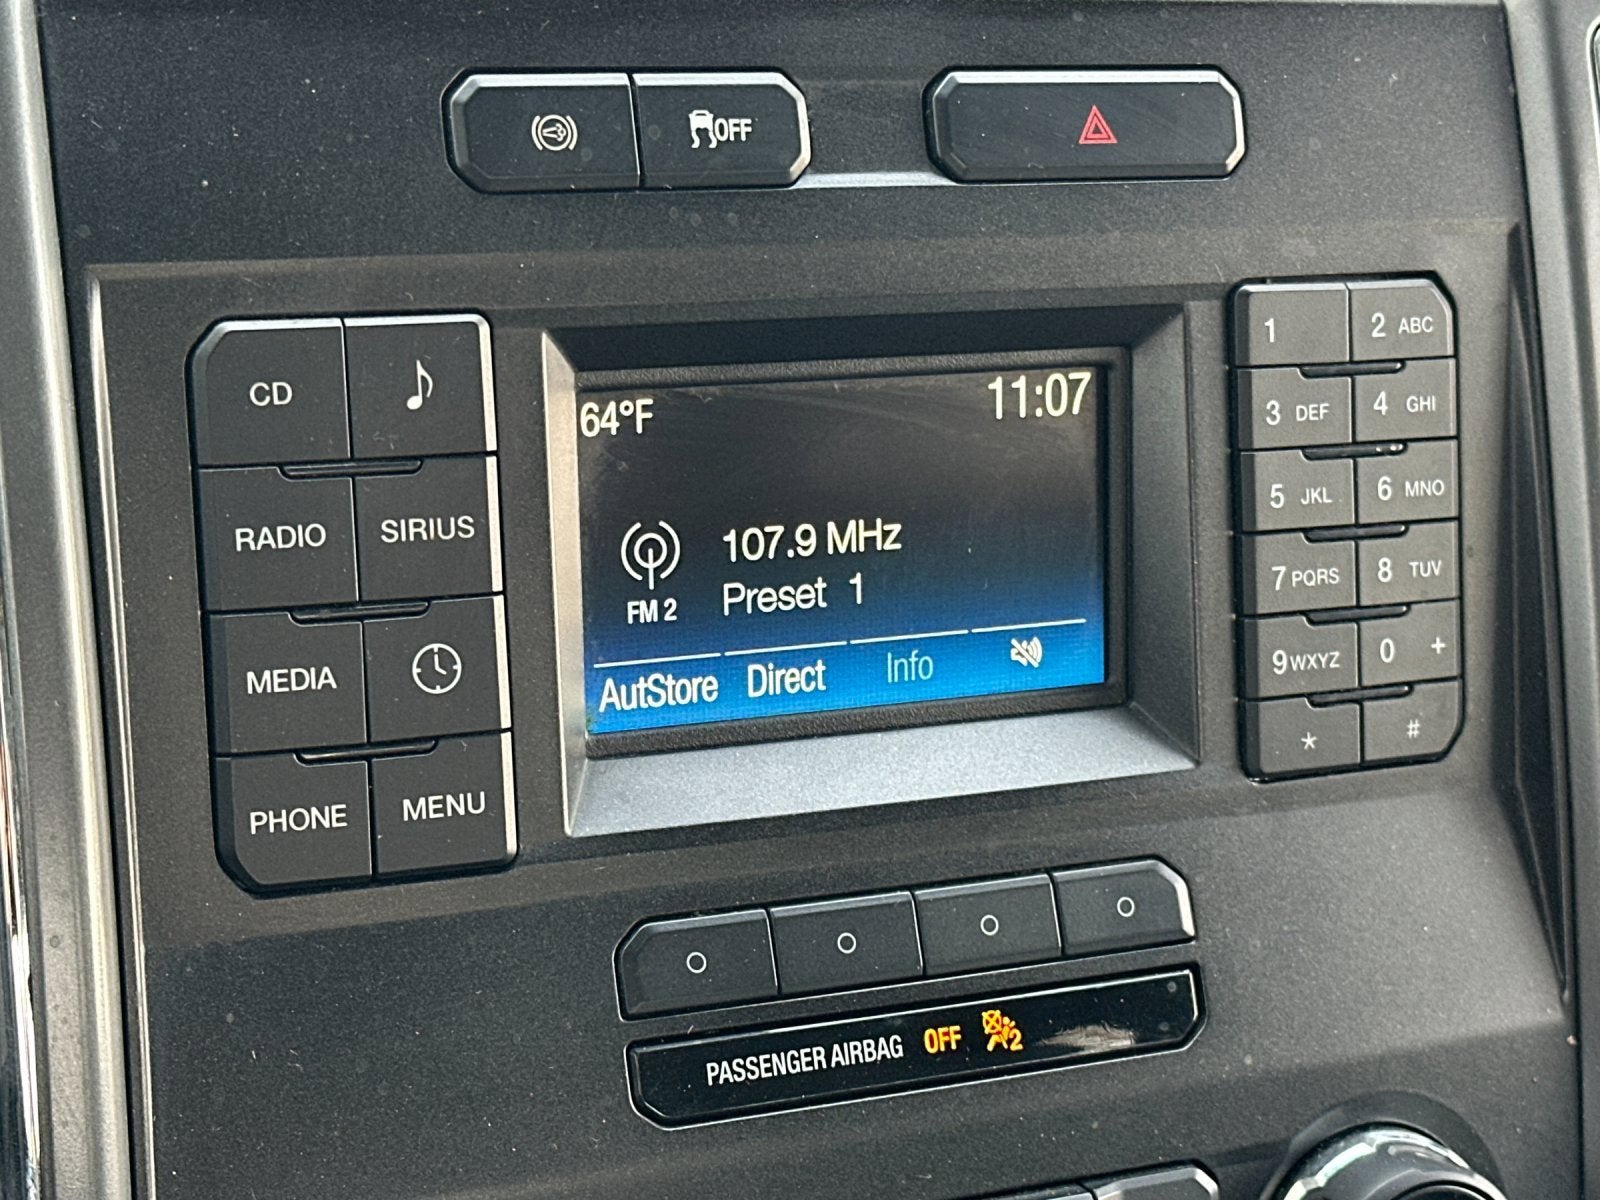 OFF
CD
RADIO SIRIUS
MEDIA
PHONE MENU
64°F 11:07
107.9 MHz
FM 2 Preset 1
AutStore Direct Info
1 2 ABC
3 DEF 4 GHI
5 JKL 6 MNO
7 PQRS 8 TUV
9 WXYZ 0 +
* #
PASSENGER AIRBAG OFF 2